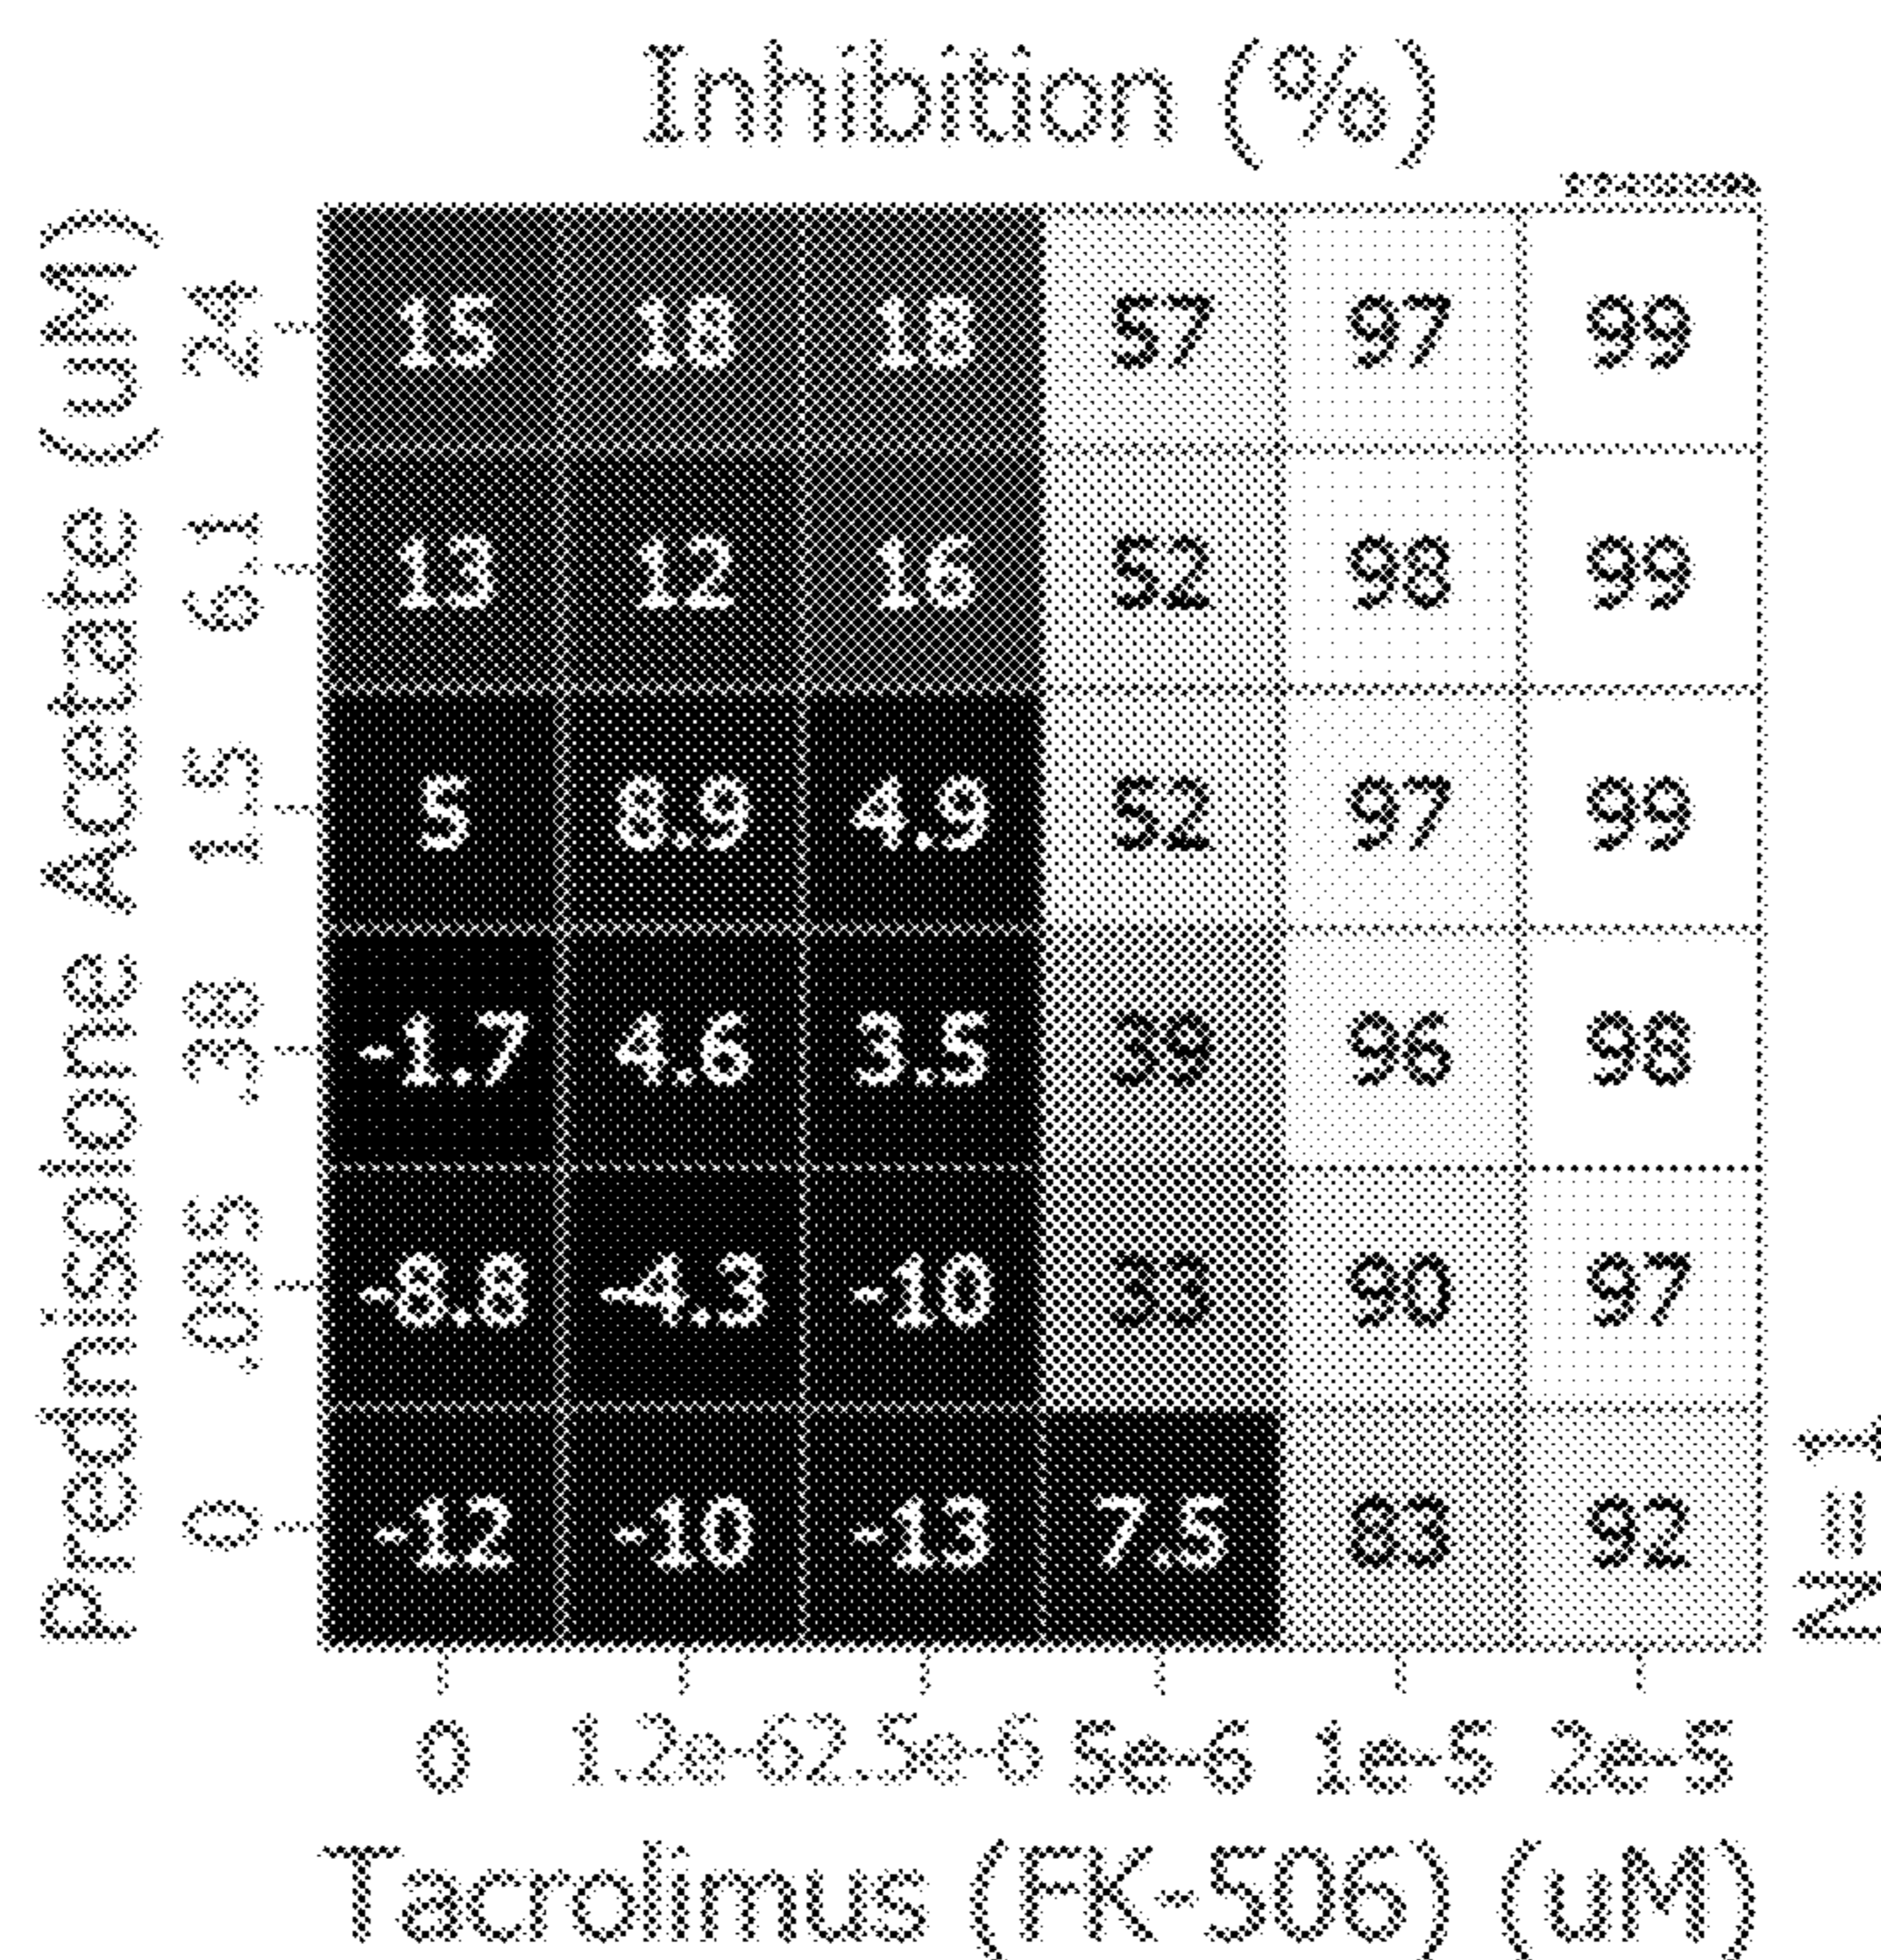 Inhibition (%)
Prednisolone Acetate (uM)
24 15 18 18 57 97 99
6.1 13 12 16 52 98 99
1.5 5 8.9 4.9 52 97 99
.38 -1.7 4.6 3.5 39 96 98
.095 -8.8 -4.3 -10 33 90 97
0 -12 -10 -13 7.5 83 92
N=1
0 1.2e-6 2.5e-6 5e-6 1e-5 2e-5
Tacrolimus (FK-506) (uM)